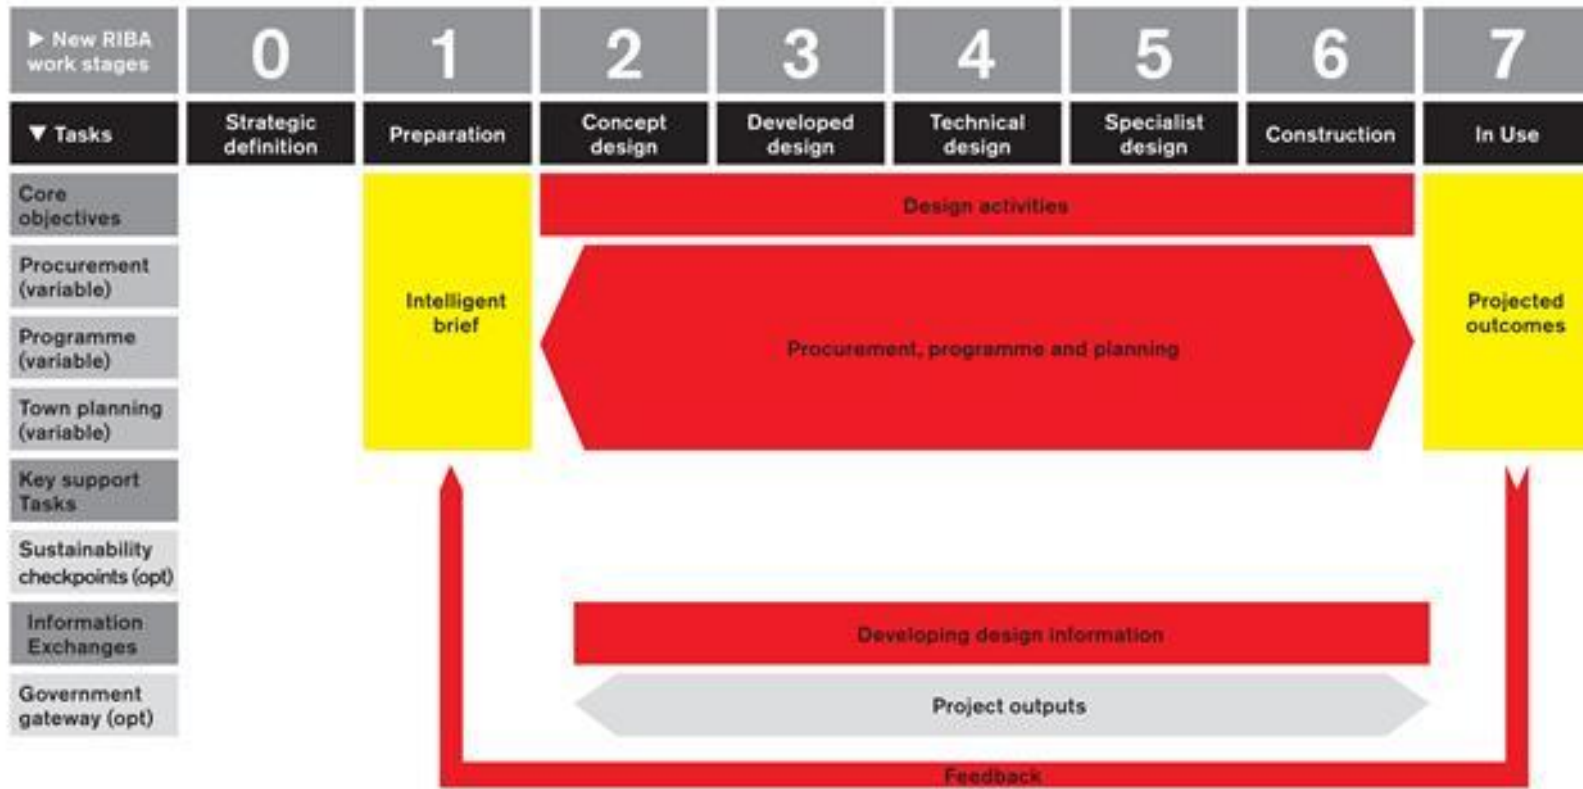 ▶ New RIBA
work stages
0
1
2
3
4
5
6
7
▼ Tasks
Strategic
definition
Preparation
Concept
design
Developed
design
Technical
design
Specialist
design
Construction
In Use
Core
objectives
Design activities
Procurement
(variable)
Programme
(variable)
Town planning
(variable)
Intelligent
brief
Procurement, programme and planning
Projected
outcomes
Key support
Tasks
Sustainability
checkpoints (opt)
Information
Exchanges
Developing design information
Government
gateway (opt)
Project outputs
Feedback